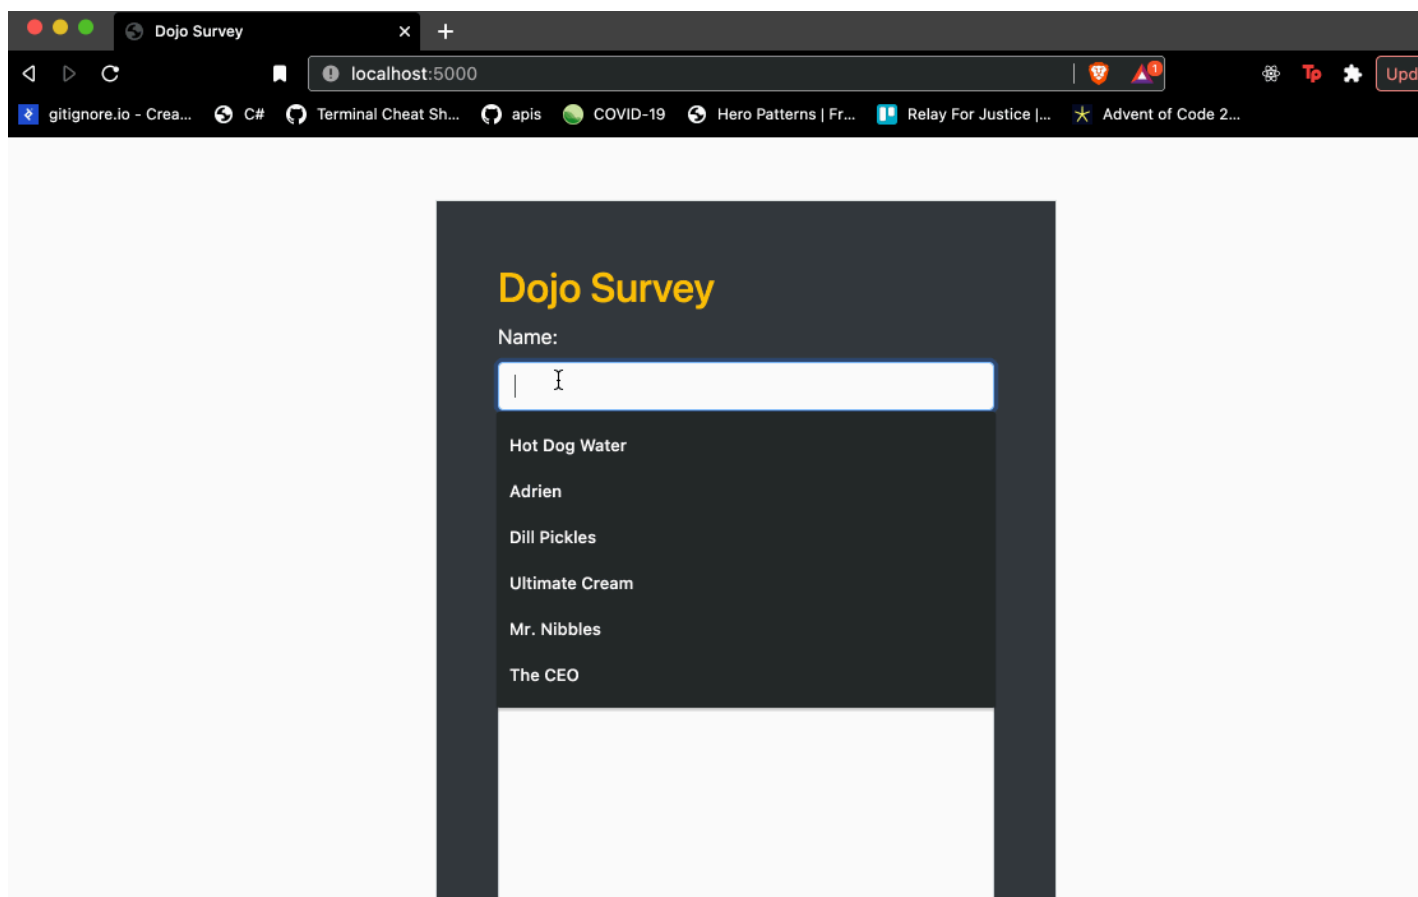 Dojo Survey
localhost:5000
1
Tp
Upd
gitignore.io - Crea... C# Terminal Cheat Sh... apis COVID-19 Hero Patterns | Fr... Relay For Justice |... Advent of Code 2...
Dojo Survey
Name:
Hot Dog Water
Adrien
Dill Pickles
Ultimate Cream
Mr. Nibbles
The CEO